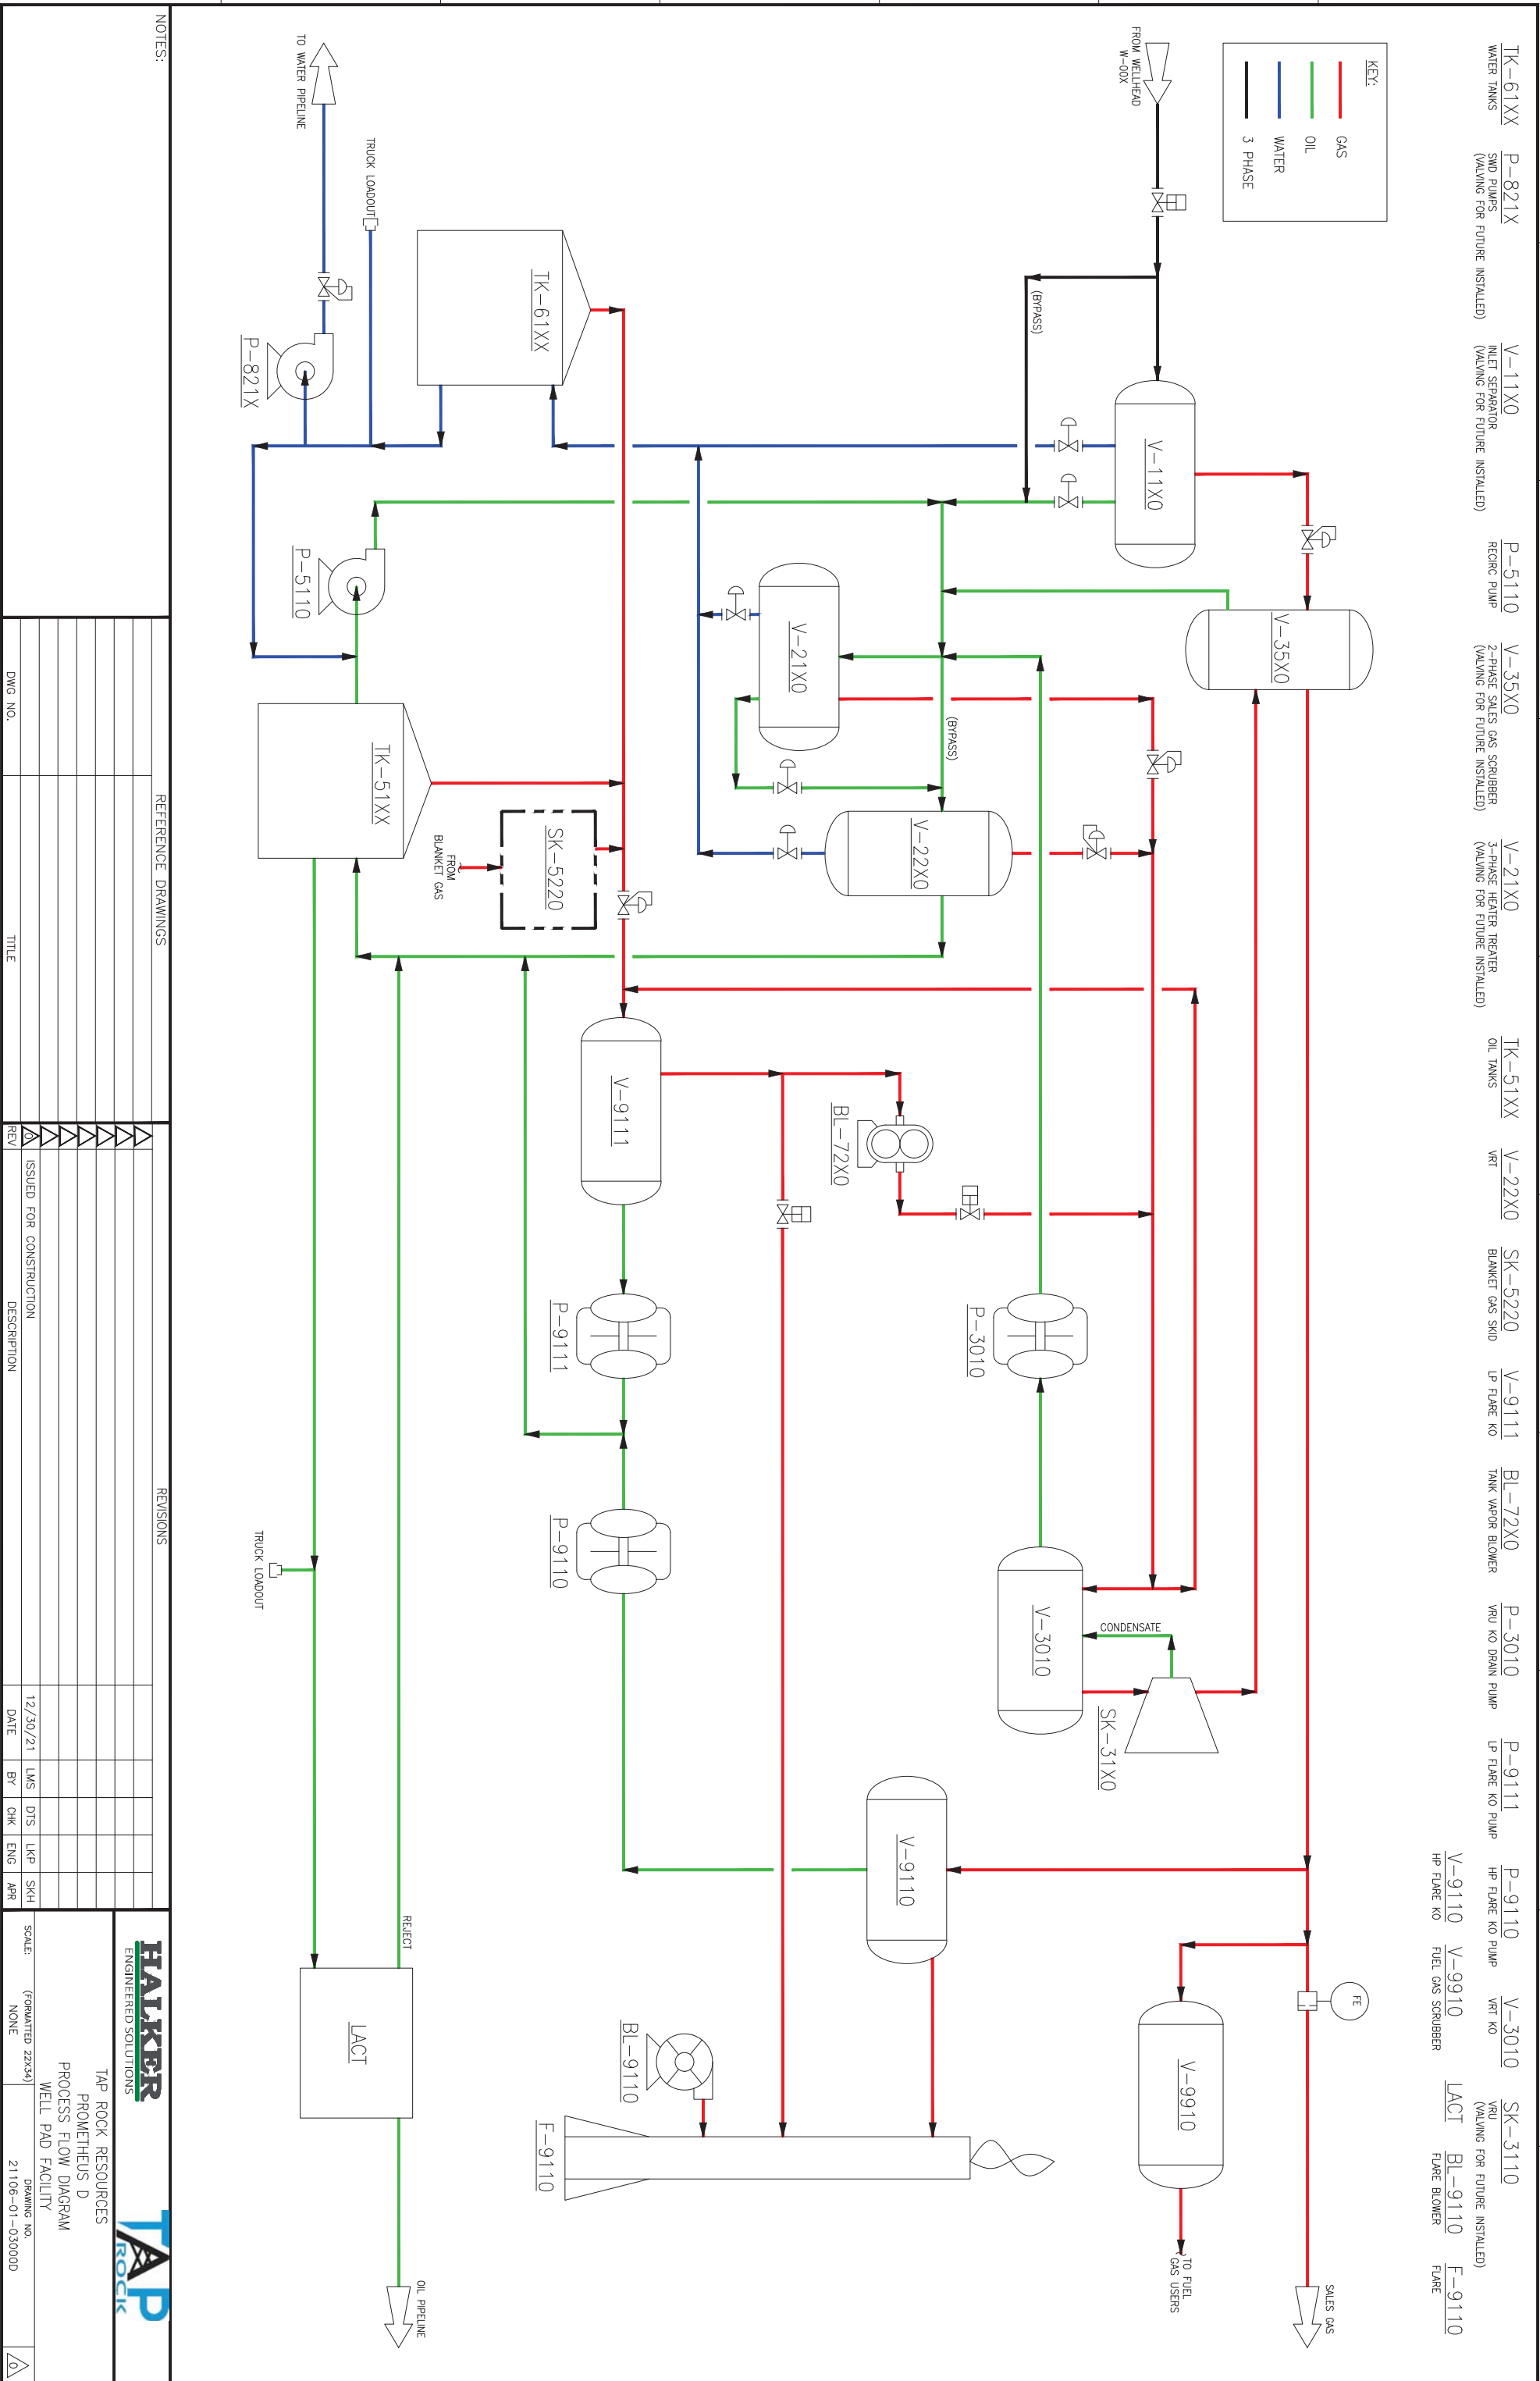 TK-61XX
WATER TANKS
P-821X
SWD PUMPS
(VALVING FOR FUTURE INSTALLED)
V-11X0
INLET SEPARATOR
(VALVING FOR FUTURE INSTALLED)
P-5110
RECIRC PUMP
V-35X0
2-PHASE SALES GAS SCRUBBER
(VALVING FOR FUTURE INSTALLED)
V-21X0
3-PHASE HEATER TREATER
(VALVING FOR FUTURE INSTALLED)
TK-51XX
OIL TANKS
V-22X0
VRT
SK-5220
BLANKET GAS SKID
V-9111
LP FLARE KO
BL-72X0
TANK VAPOR BLOWER
P-3010
VRU KO DRAIN PUMP
P-9111
LP FLARE KO PUMP
P-9110
HP FLARE KO PUMP
V-3010
VRT KO
SK-3110
VRU
(VALVING FOR FUTURE INSTALLED)
V-9110
HP FLARE KO
V-9910
FUEL GAS SCRUBBER
LACT
BL-9110
FLARE BLOWER
F-9110
FLARE
KEY:
GAS
OIL
WATER
3 PHASE
FROM WELLHEAD
W-00X
(BYPASS)
V-11X0
V-35X0
FE
SALES GAS
V-9910
TO FUEL
GAS USERS
SK-31X0
CONDENSATE
V-3010
P-3010
(BYPASS)
V-22X0
V-21X0
V-9110
BL-72X0
V-9111
P-9111
P-9110
TK-61XX
SK-5220
FROM
BLANKET GAS
BL-9110
F-9110
TRUCK LOADOUT
TO WATER PIPELINE
P-821X
P-5110
TK-51XX
REJECT
LACT
OIL PIPELINE
TRUCK LOADOUT
NOTES:
REFERENCE DRAWINGS
DWG NO.
TITLE
REVISIONS
0
ISSUED FOR CONSTRUCTION
12/30/21
LMS
DTS
LKP
SKH
REV
DESCRIPTION
DATE
BY
CHK
ENG
APR
HALKER
ENGINEERED SOLUTIONS
TAP
ROCK
TAP ROCK RESOURCES
PROMETHEUS D
PROCESS FLOW DIAGRAM
WELL PAD FACILITY
SCALE:
(FORMATTED 22X34)
NONE
DRAWING NO.
21106-01-03000D
0